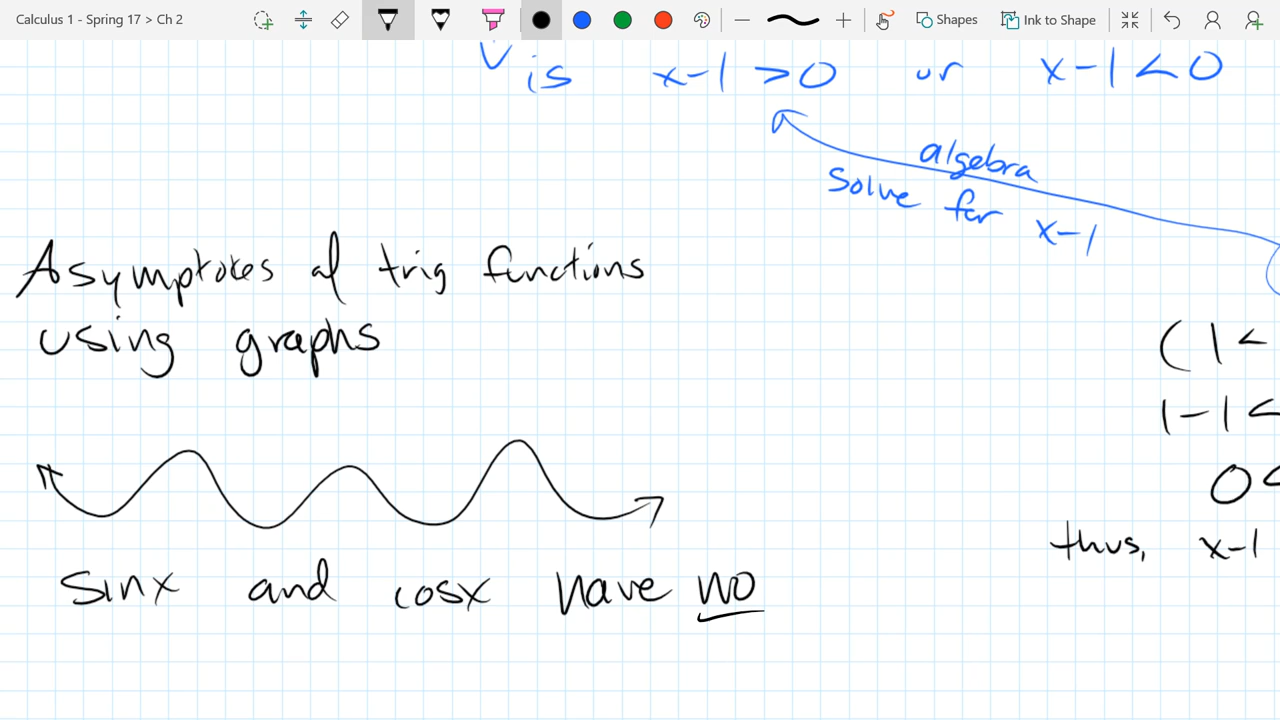 Calculus 1 - Spring 17 > Ch 2
Shapes
Ink to Shape
is x-1 >0 or x-1 <0
algebra
solve for x-1
Asymptotes of trig functions
using graphs
(1 <
1-1 <
0 <
thus, x-1
sinx and cosx have no